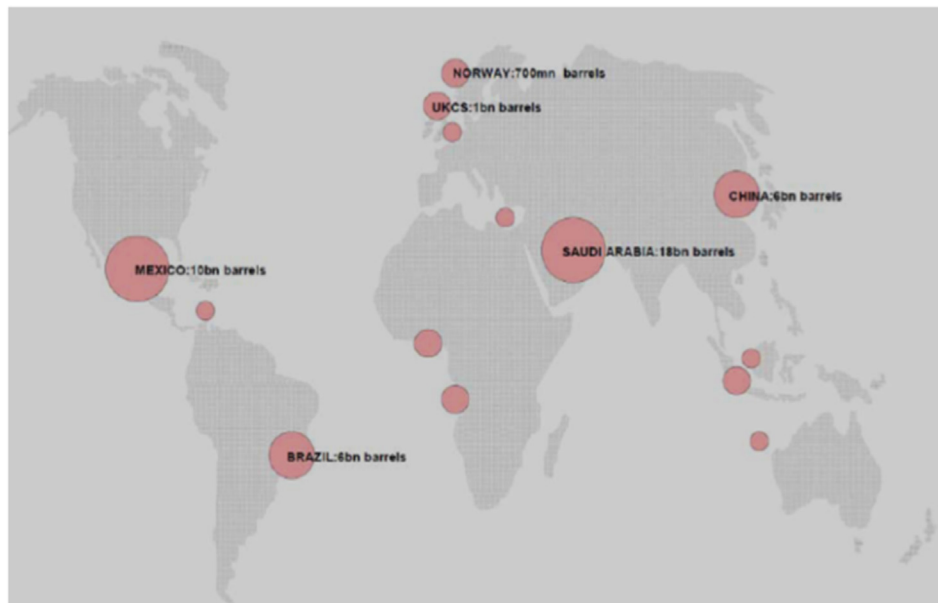 NORWAY:700mn barrels
UKCS:1bn barrels
CHINA:6bn barrels
SAUDI ARABIA:18bn barrels
MEXICO:10bn barrels
BRAZIL:6bn barrels